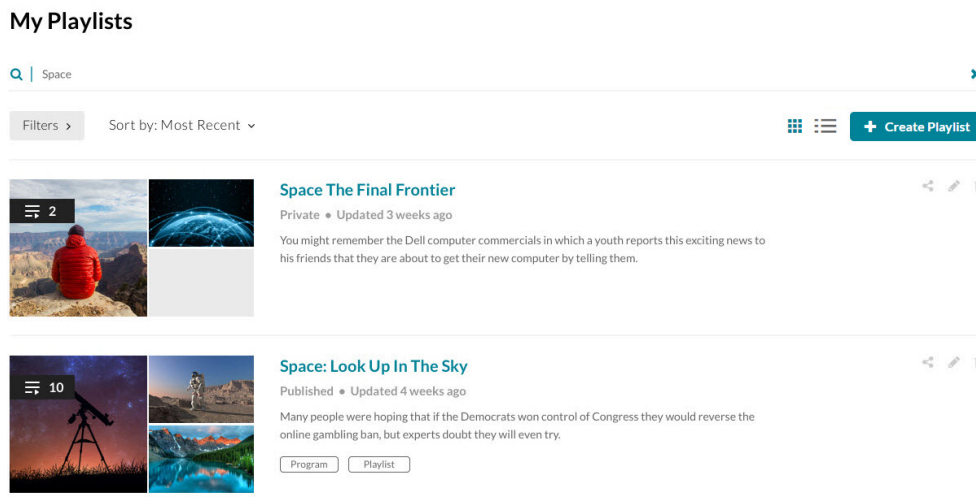 My Playlists
Space
Filters >
Sort by: Most Recent
+ Create Playlist
2
Space The Final Frontier
Private • Updated 3 weeks ago
You might remember the Dell computer commercials in which a youth reports this exciting news to
his friends that they are about to get their new computer by telling them.
10
Space: Look Up In The Sky
Published • Updated 4 weeks ago
Many people were hoping that if the Democrats won control of Congress they would reverse the
online gambling ban, but experts doubt they will even try.
Program Playlist